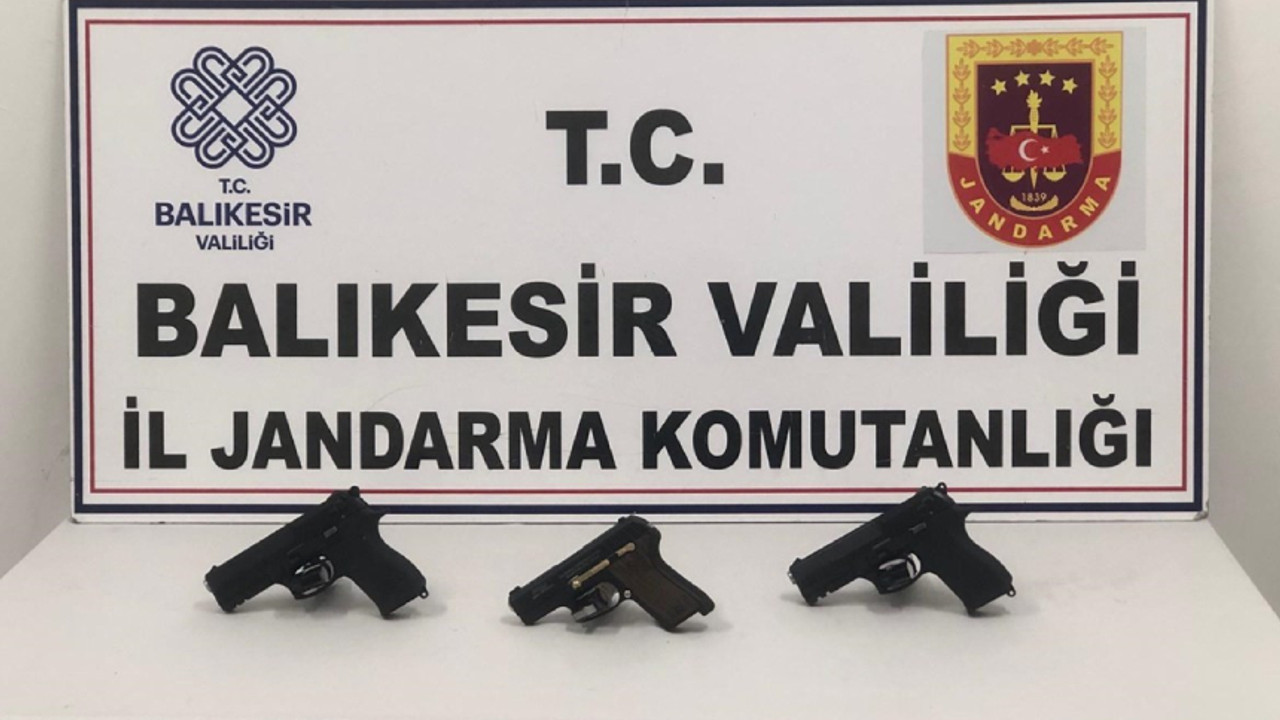 T.C.
BALIKESİR
VALİLİĞİ
T.C.
1839
JANDARMA
BALIKESİR VALİLİĞİ
İL JANDARMA KOMUTANLIĞI